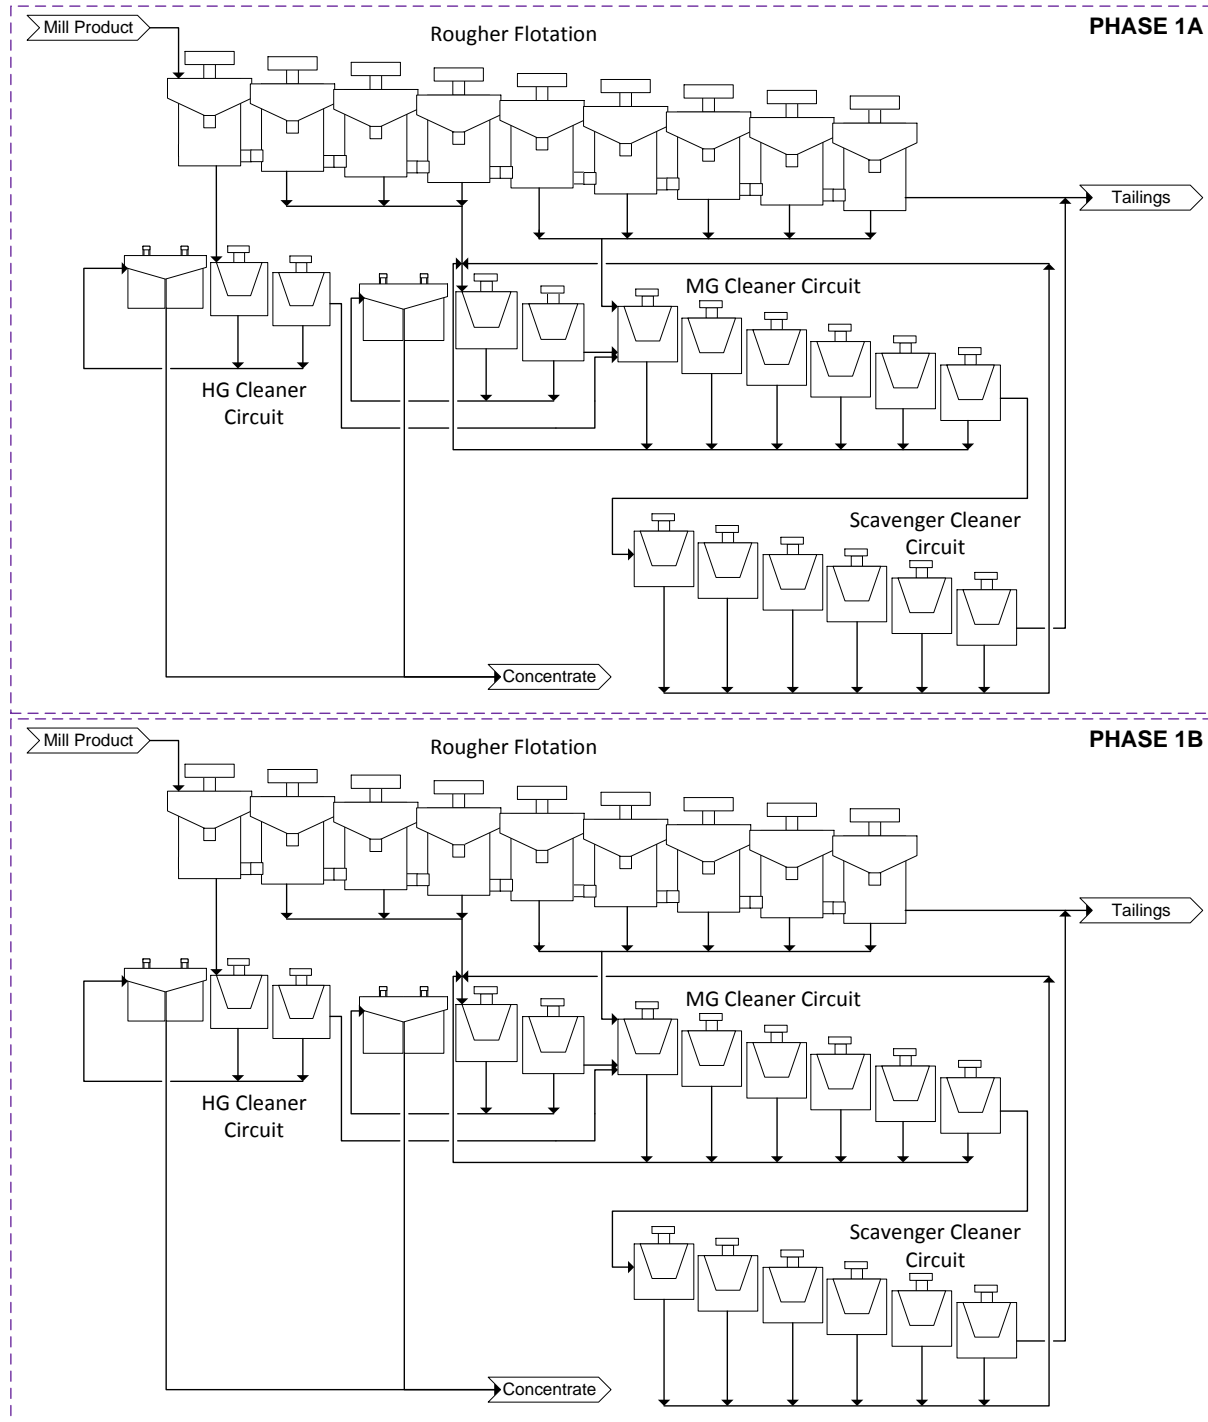 PHASE 1A
Mill Product
Rougher Flotation
Tailings
MG Cleaner Circuit
HG Cleaner
Circuit
Scavenger Cleaner
Circuit
Concentrate
PHASE 1B
Mill Product
Rougher Flotation
Tailings
MG Cleaner Circuit
HG Cleaner
Circuit
Scavenger Cleaner
Circuit
Concentrate